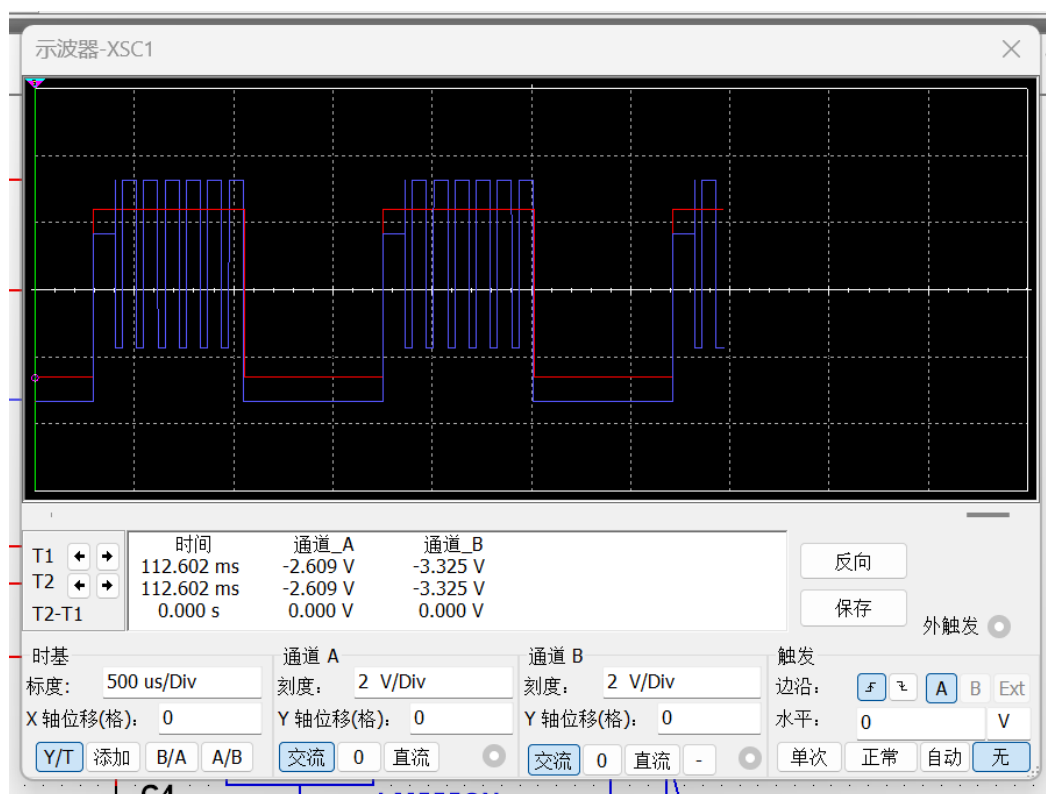 示波器-XSC1
时间 通道_A 通道_B
T1 112.602 ms -2.609 V -3.325 V
T2 112.602 ms -2.609 V -3.325 V
T2-T1 0.000 s 0.000 V 0.000 V
反向
保存
外触发
时基
标度: 500 us/Div
X 轴位移(格): 0
Y/T 添加 B/A A/B
通道 A
刻度: 2 V/Div
Y 轴位移(格): 0
交流 0 直流
通道 B
刻度: 2 V/Div
Y 轴位移(格): 0
交流 0 直流 -
触发
边沿: A B Ext
水平: 0 V
单次 正常 自动 无